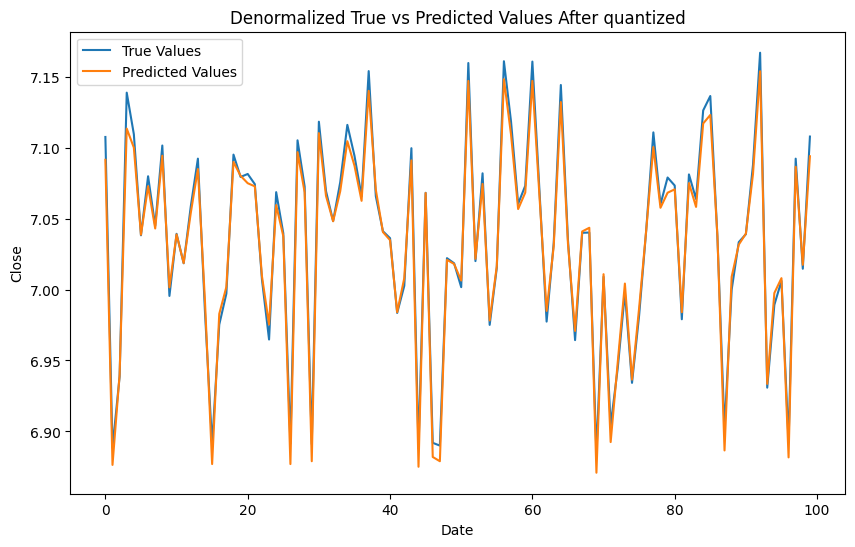 Denormalized True vs Predicted Values After quantized
True Values
Predicted Values
Close
7.15
7.10
7.05
7.00
6.95
6.90
0 20 40 60 80 100
Date